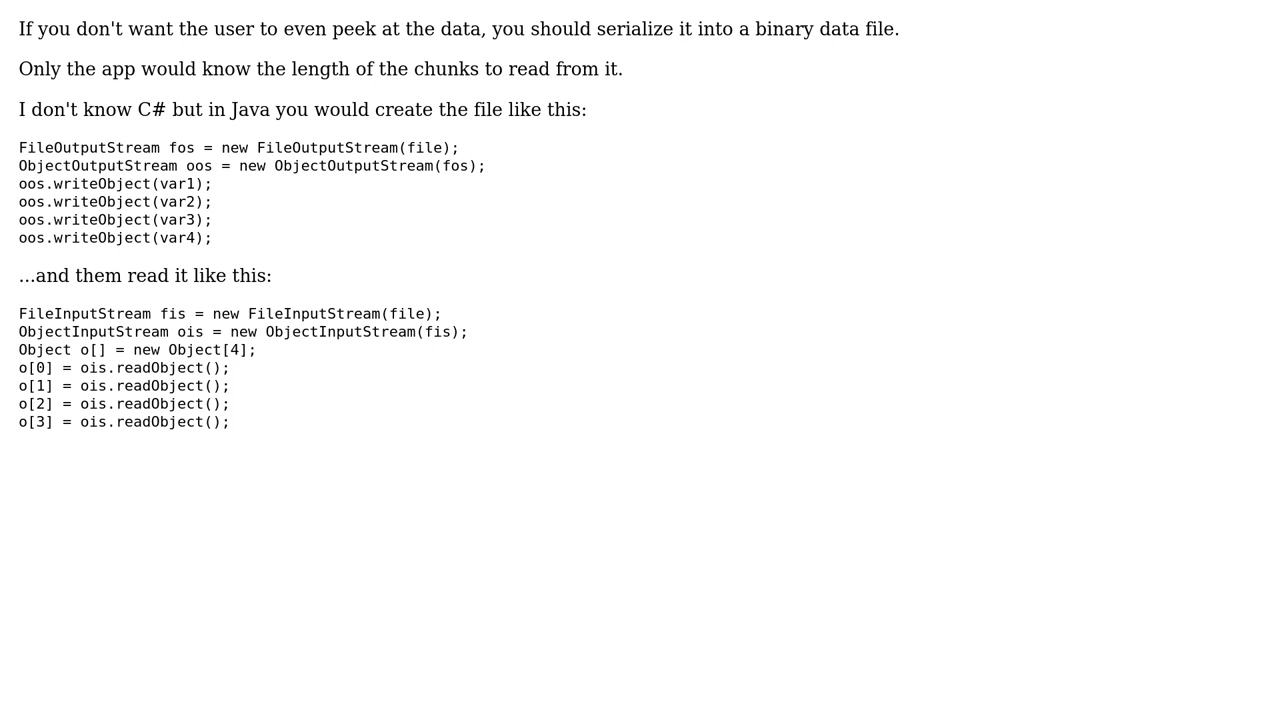 If you don't want the user to even peek at the data, you should serialize it into a binary data file.
Only the app would know the length of the chunks to read from it.
I don't know C# but in Java you would create the file like this:
FileOutputStream fos = new FileOutputStream(file);
ObjectOutputStream oos = new ObjectOutputStream(fos);
oos.writeObject(var1);
oos.writeObject(var2);
oos.writeObject(var3);
oos.writeObject(var4);
...and them read it like this:
FileInputStream fis = new FileInputStream(file);
ObjectInputStream ois = new ObjectInputStream(fis);
Object o[] = new Object[4];
o[0] = ois.readObject();
o[1] = ois.readObject();
o[2] = ois.readObject();
o[3] = ois.readObject();